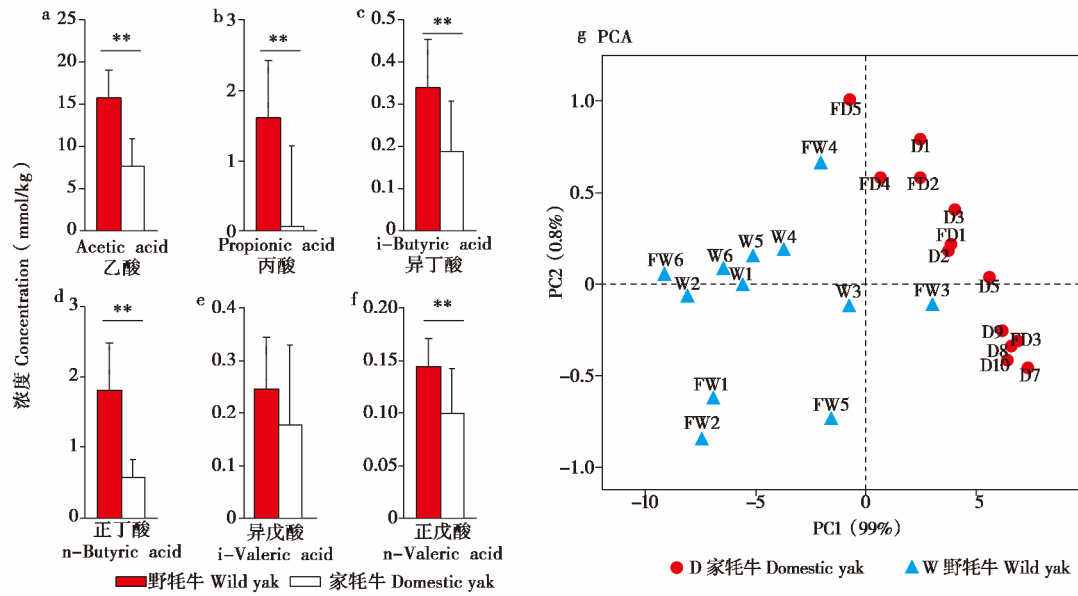 a
25
20
15
10
5
0
**
Acetic acid
乙酸
b
3
2
1
0
**
Propionic acid
丙酸
c
0.5
0.4
0.3
0.2
0.1
0
**
i-Butyric acid
异丁酸
浓度 Concentration (mmol/kg)
d
3
2
1
0
**
正丁酸
n-Butyric acid
e
0.4
0.3
0.2
0.1
0
异戊酸
i-Valeric acid
f
0.20
0.15
0.10
0.05
0
**
正戊酸
n-Valeric acid
野牦牛 Wild yak
家牦牛 Domestic yak
g PCA
PC2 (0.8%)
1.0
0.5
0
-0.5
-1.0
FD5
D1
FW4
FD4
FD2
D3
FD1
D2
W5
W4
W6
FW6
W1
W2
D5
W3
FW3
D9
FD3
D8
D10
D7
FW1
FW5
FW2
-10
-5
0
5
PC1 (99%)
D 家牦牛 Domestic yak
W 野牦牛 Wild yak